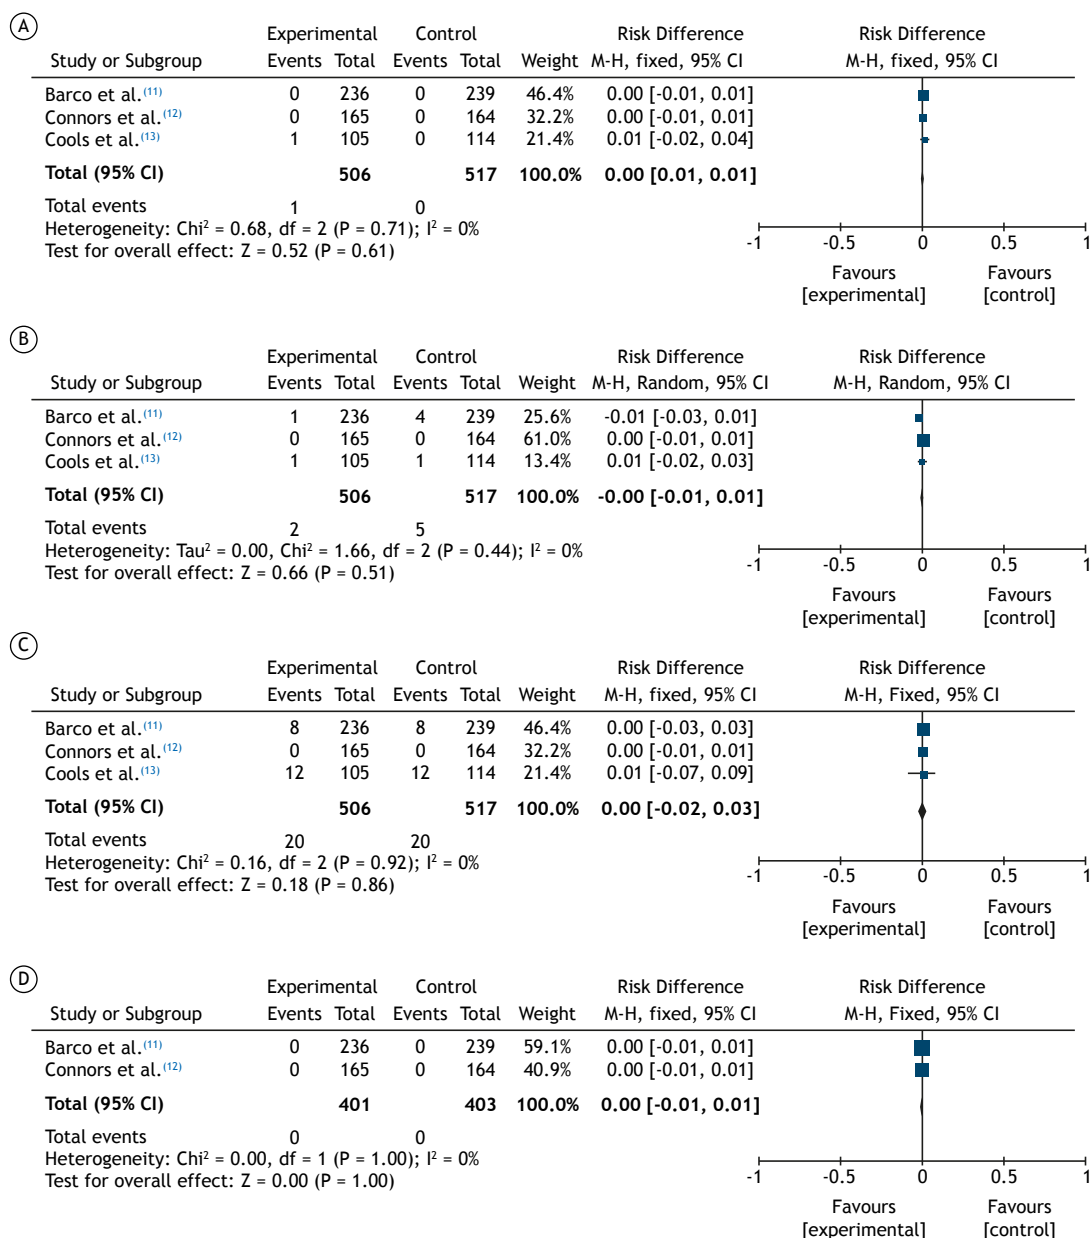 A
Experimental Control Risk Difference Risk Difference
Study or Subgroup Events Total Events Total Weight M-H, fixed, 95% CI M-H, fixed, 95% CI
Barco et al.(11) 0 236 0 239 46.4% 0.00 [-0.01, 0.01]
Connors et al.(12) 0 165 0 164 32.2% 0.00 [-0.01, 0.01]
Cools et al.(13) 1 105 0 114 21.4% 0.01 [-0.02, 0.04]
Total (95% CI) 506 517 100.0% 0.00 [0.01, 0.01]
Total events 1 0
Heterogeneity: Chi² = 0.68, df = 2 (P = 0.71); I² = 0%
Test for overall effect: Z = 0.52 (P = 0.61)
-1 -0.5 0 0.5 1
Favours Favours
[experimental] [control]
B
Experimental Control Risk Difference Risk Difference
Study or Subgroup Events Total Events Total Weight M-H, Random, 95% CI M-H, Random, 95% CI
Barco et al.(11) 1 236 4 239 25.6% -0.01 [-0.03, 0.01]
Connors et al.(12) 0 165 0 164 61.0% 0.00 [-0.01, 0.01]
Cools et al.(13) 1 105 1 114 13.4% 0.01 [-0.02, 0.03]
Total (95% CI) 506 517 100.0% -0.00 [-0.01, 0.01]
Total events 2 5
Heterogeneity: Tau² = 0.00, Chi² = 1.66, df = 2 (P = 0.44); I² = 0%
Test for overall effect: Z = 0.66 (P = 0.51)
-1 -0.5 0 0.5 1
Favours Favours
[experimental] [control]
C
Experimental Control Risk Difference Risk Difference
Study or Subgroup Events Total Events Total Weight M-H, fixed, 95% CI M-H, Fixed, 95% CI
Barco et al.(11) 8 236 8 239 46.4% 0.00 [-0.03, 0.03]
Connors et al.(12) 0 165 0 164 32.2% 0.00 [-0.01, 0.01]
Cools et al.(13) 12 105 12 114 21.4% 0.01 [-0.07, 0.09]
Total (95% CI) 506 517 100.0% 0.00 [-0.02, 0.03]
Total events 20 20
Heterogeneity: Chi² = 0.16, df = 2 (P = 0.92); I² = 0%
Test for overall effect: Z = 0.18 (P = 0.86)
-1 -0.5 0 0.5 1
Favours Favours
[experimental] [control]
D
Experimental Control Risk Difference Risk Difference
Study or Subgroup Events Total Events Total Weight M-H, fixed, 95% CI M-H, Fixed, 95% CI
Barco et al.(11) 0 236 0 239 59.1% 0.00 [-0.01, 0.01]
Connors et al.(12) 0 165 0 164 40.9% 0.00 [-0.01, 0.01]
Total (95% CI) 401 403 100.0% 0.00 [-0.01, 0.01]
Total events 0 0
Heterogeneity: Chi² = 0.00, df = 1 (P = 1.00); I² = 0%
Test for overall effect: Z = 0.00 (P = 1.00)
-1 -0.5 0 0.5 1
Favours Favours
[experimental] [control]